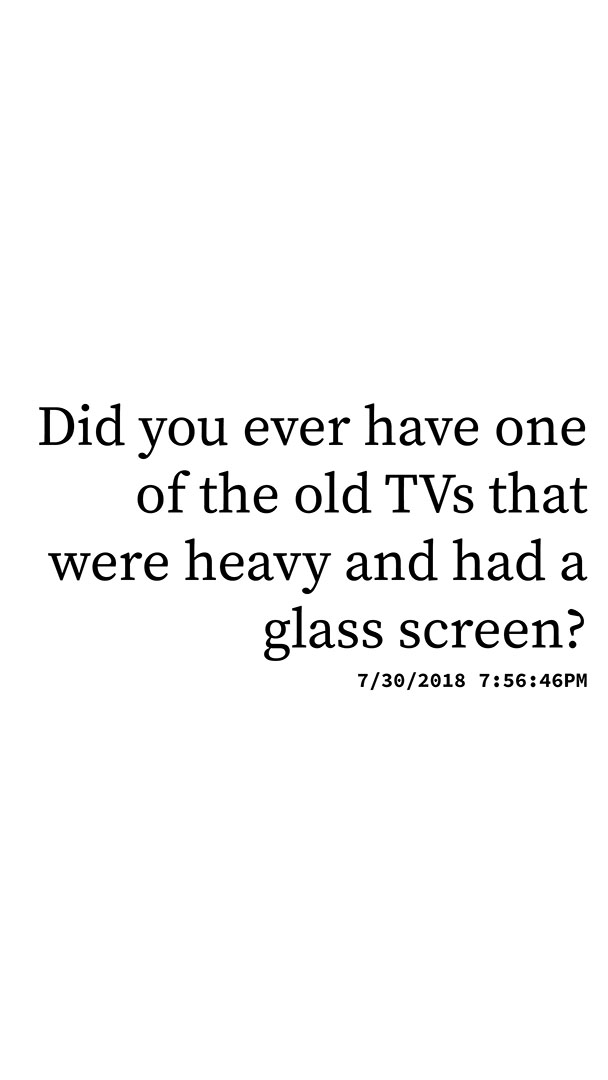 Did you ever have one
of the old TVs that
were heavy and had a
glass screen?
7/30/2018 7:56:46PM